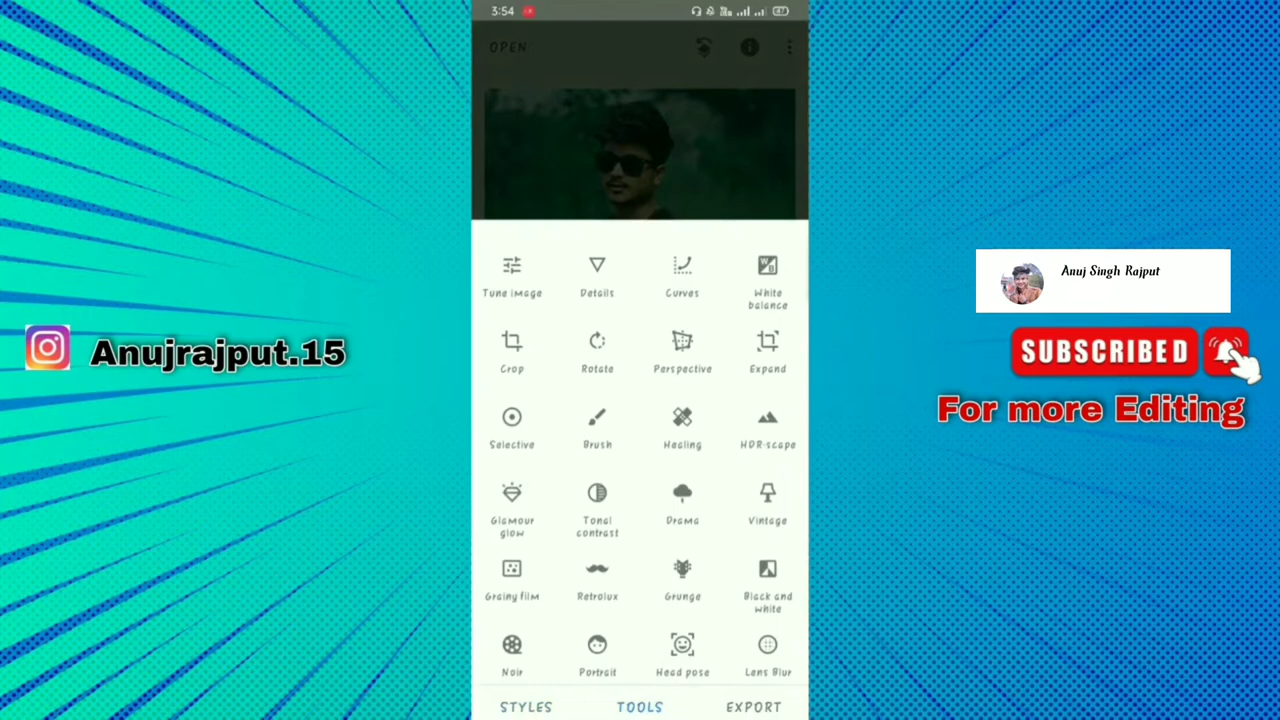 3:54
OPEN
Tune image
Details
Curves
White
balance
Crop
Rotate
Perspective
Expand
Selective
Brush
Healing
HDR-scape
Glamour
glow
Tonal
contrast
Drama
Vintage
Grainy film
Retrolux
Grunge
Black and
white
Noir
Portrait
Head pose
Lens Blur
STYLES
TOOLS
EXPORT
Anujrajput.15
Anuj Singh Rajput
SUBSCRIBED
For more Editing